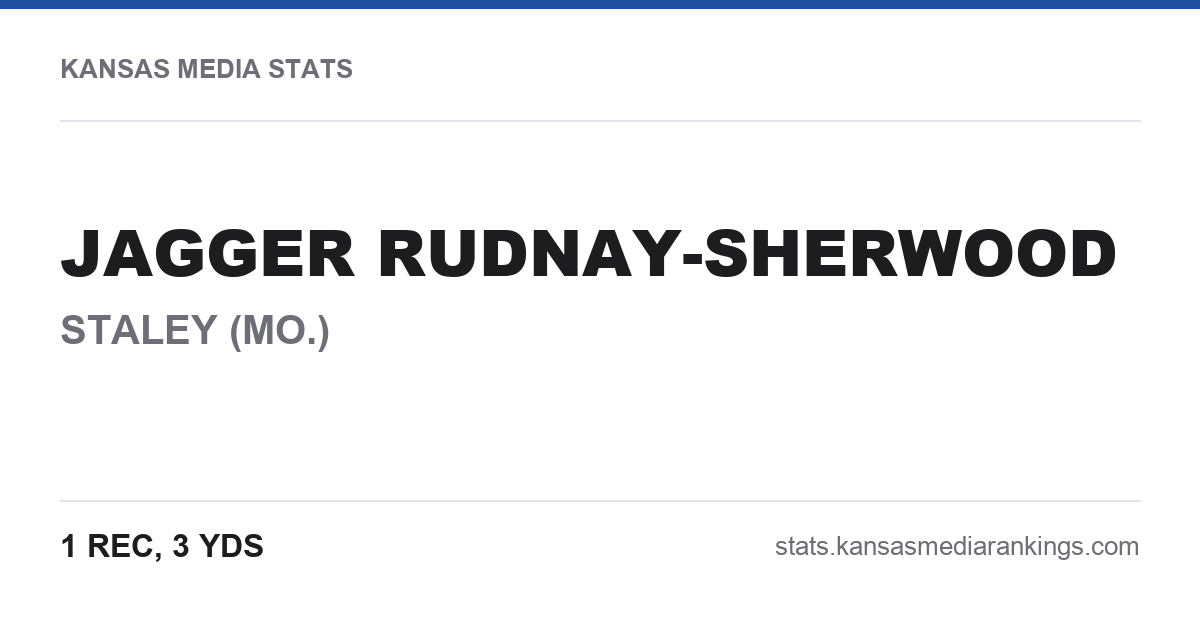 KANSAS MEDIA STATS
JAGGER RUDNAY-SHERWOOD
STALEY (MO.)
1 REC, 3 YDS
stats.kansasmediarankings.com